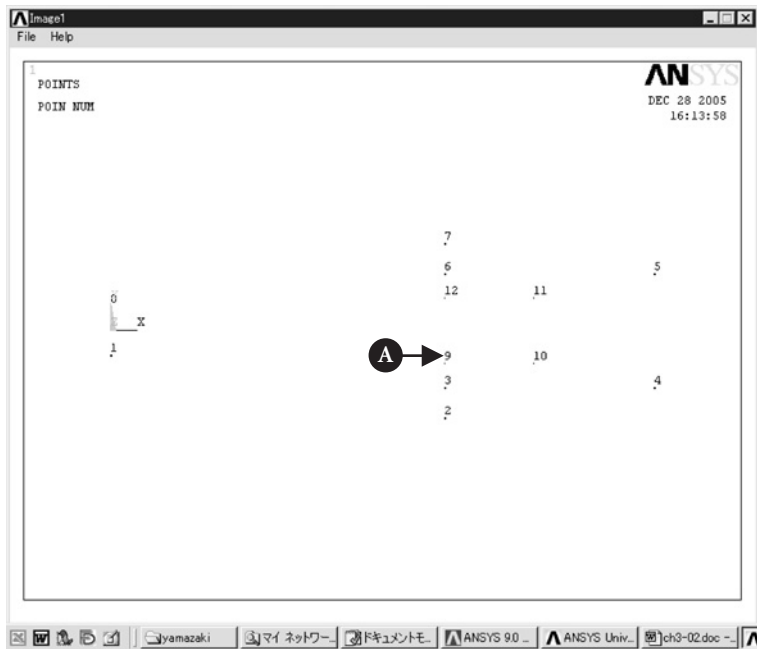 Image1
File Help
1
POINTS
POIN NUM
ANSYS
DEC 28 2005
16:13:58
7
6
5
12
11
X
1
A
9
10
3
4
2
yamazaki
マイ ネットワー...
ドキュメントモ...
ANSYS 9.0 ...
ANSYS Univ...
ch3-02.doc -...